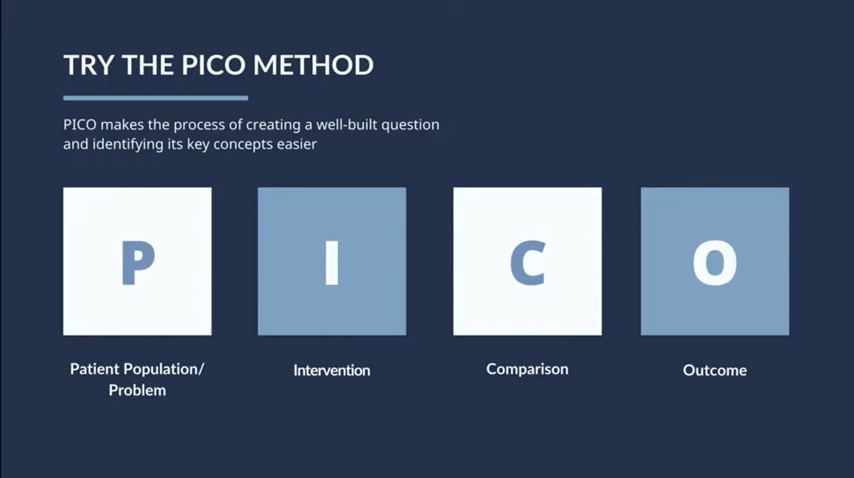 TRY THE PICO METHOD
PICO makes the process of creating a well-built question
and identifying its key concepts easier
P
I
C
O
Patient Population/
Problem
Intervention
Comparison
Outcome